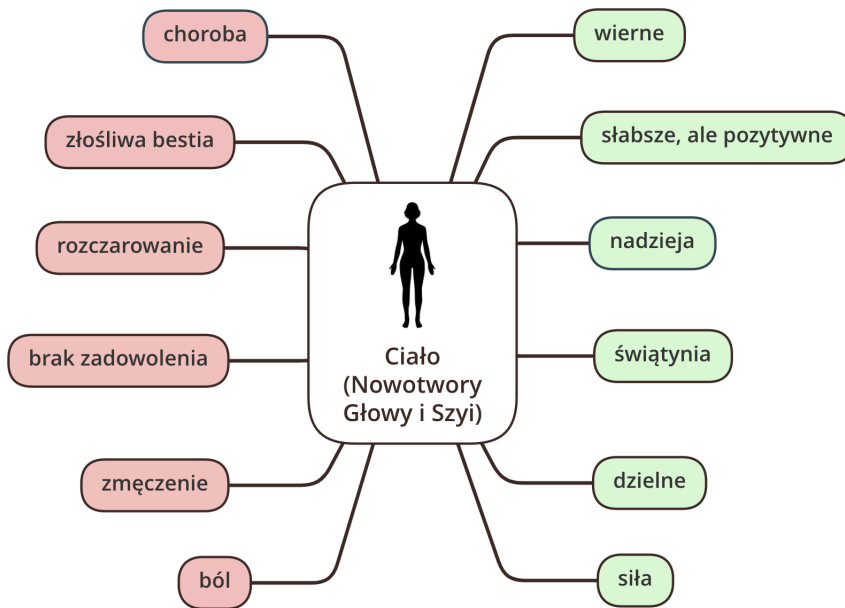 choroba
złośliwa bestia
rozczarowanie
brak zadowolenia
zmęczenie
ból
Ciało
(Nowotwory
Głowy i Szyi)
wierne
słabsze, ale pozytywne
nadzieja
świątynia
dzielne
siła